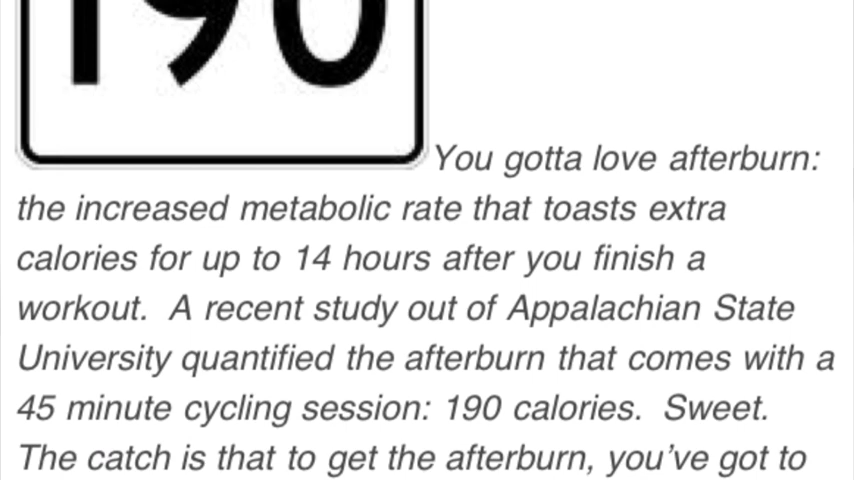 190
You gotta love afterburn:
the increased metabolic rate that toasts extra
calories for up to 14 hours after you finish a
workout.  A recent study out of Appalachian State
University quantified the afterburn that comes with a
45 minute cycling session: 190 calories.  Sweet.
The catch is that to get the afterburn, you’ve got to